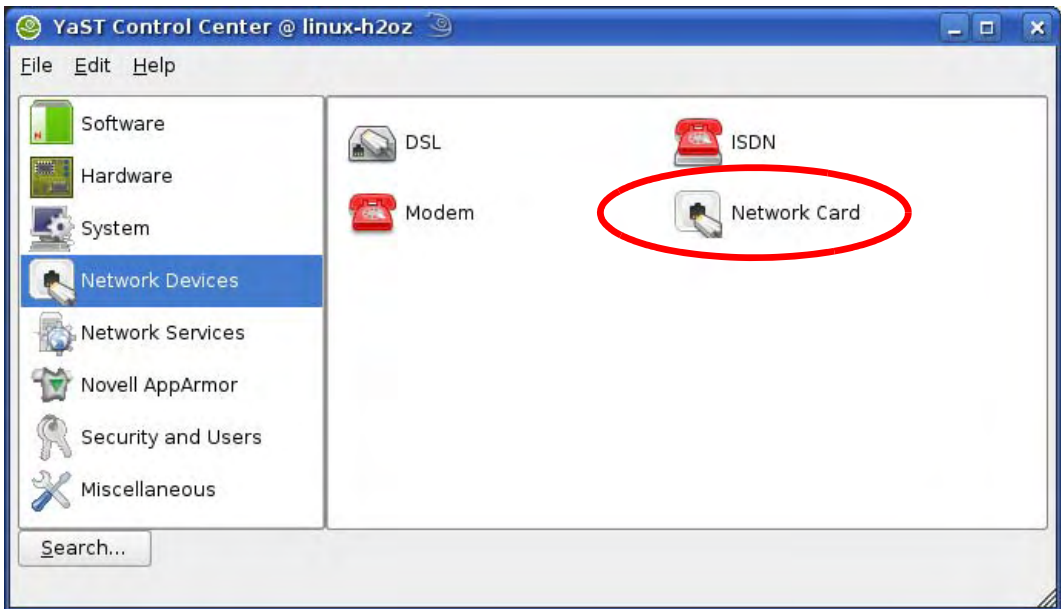 YaST Control Center @ linux-h2oz
File Edit Help
Software
Hardware
System
Network Devices
Network Services
Novell AppArmor
Security and Users
Miscellaneous
DSL
ISDN
Modem
Network Card
Search...